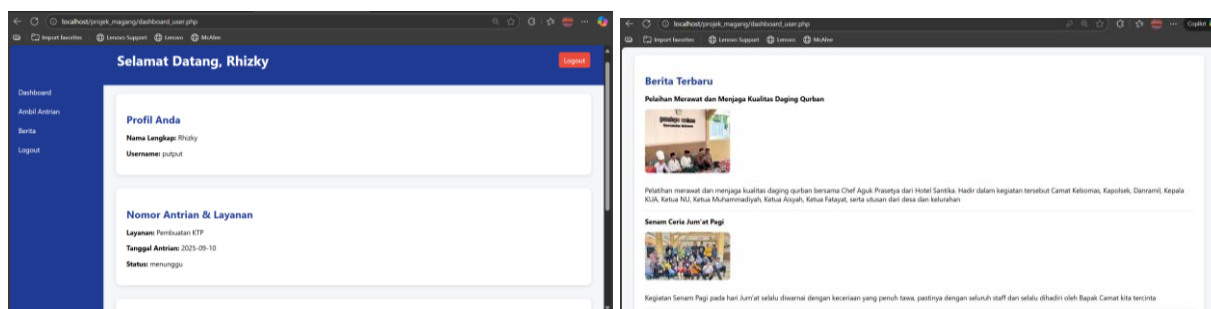 localhost/projek_magang/dashboard_user.php
Import favorites
Lenovo Support
Lenovo
McAfee
Selamat Datang, Rhizky
Logout
Dashboard
Ambil Antrian
Berita
Logout
Profil Anda
Nama Lengkap: Rhizky
Username: putput
Nomor Antrian & Layanan
Layanan: Pembuatan KTP
Tanggal Antrian: 2025-09-10
Status: menunggu
localhost/projek_magang/dashboard_user.php
Copilot
Import favorites
Lenovo Support
Lenovo
McAfee
Berita Terbaru
Pelaihan Merawat dan Menjaga Kualitas Daging Qurban
Pelatihan merawat dan menjaga kualitas daging qurban bersama Chef Aguk Prasetya dari Hotel Santika. Hadir dalam kegiatan tersebut Camat Kebomas, Kapolsek, Danramil, Kepala
KUA, Ketua NU, Ketua Muhammadiyah, Ketua Aisyah, Ketua Fatayat, serta utusan dari desa dan kelurahan
Senam Ceria Jum'at Pagi
Kegiatan Senam Pagi pada hari Jum'at selalu diwarnai dengan keceriaan yang penuh tawa, pastinya dengan seluruh staff dan selalu dihadiri oleh Bapak Camat kita tercinta